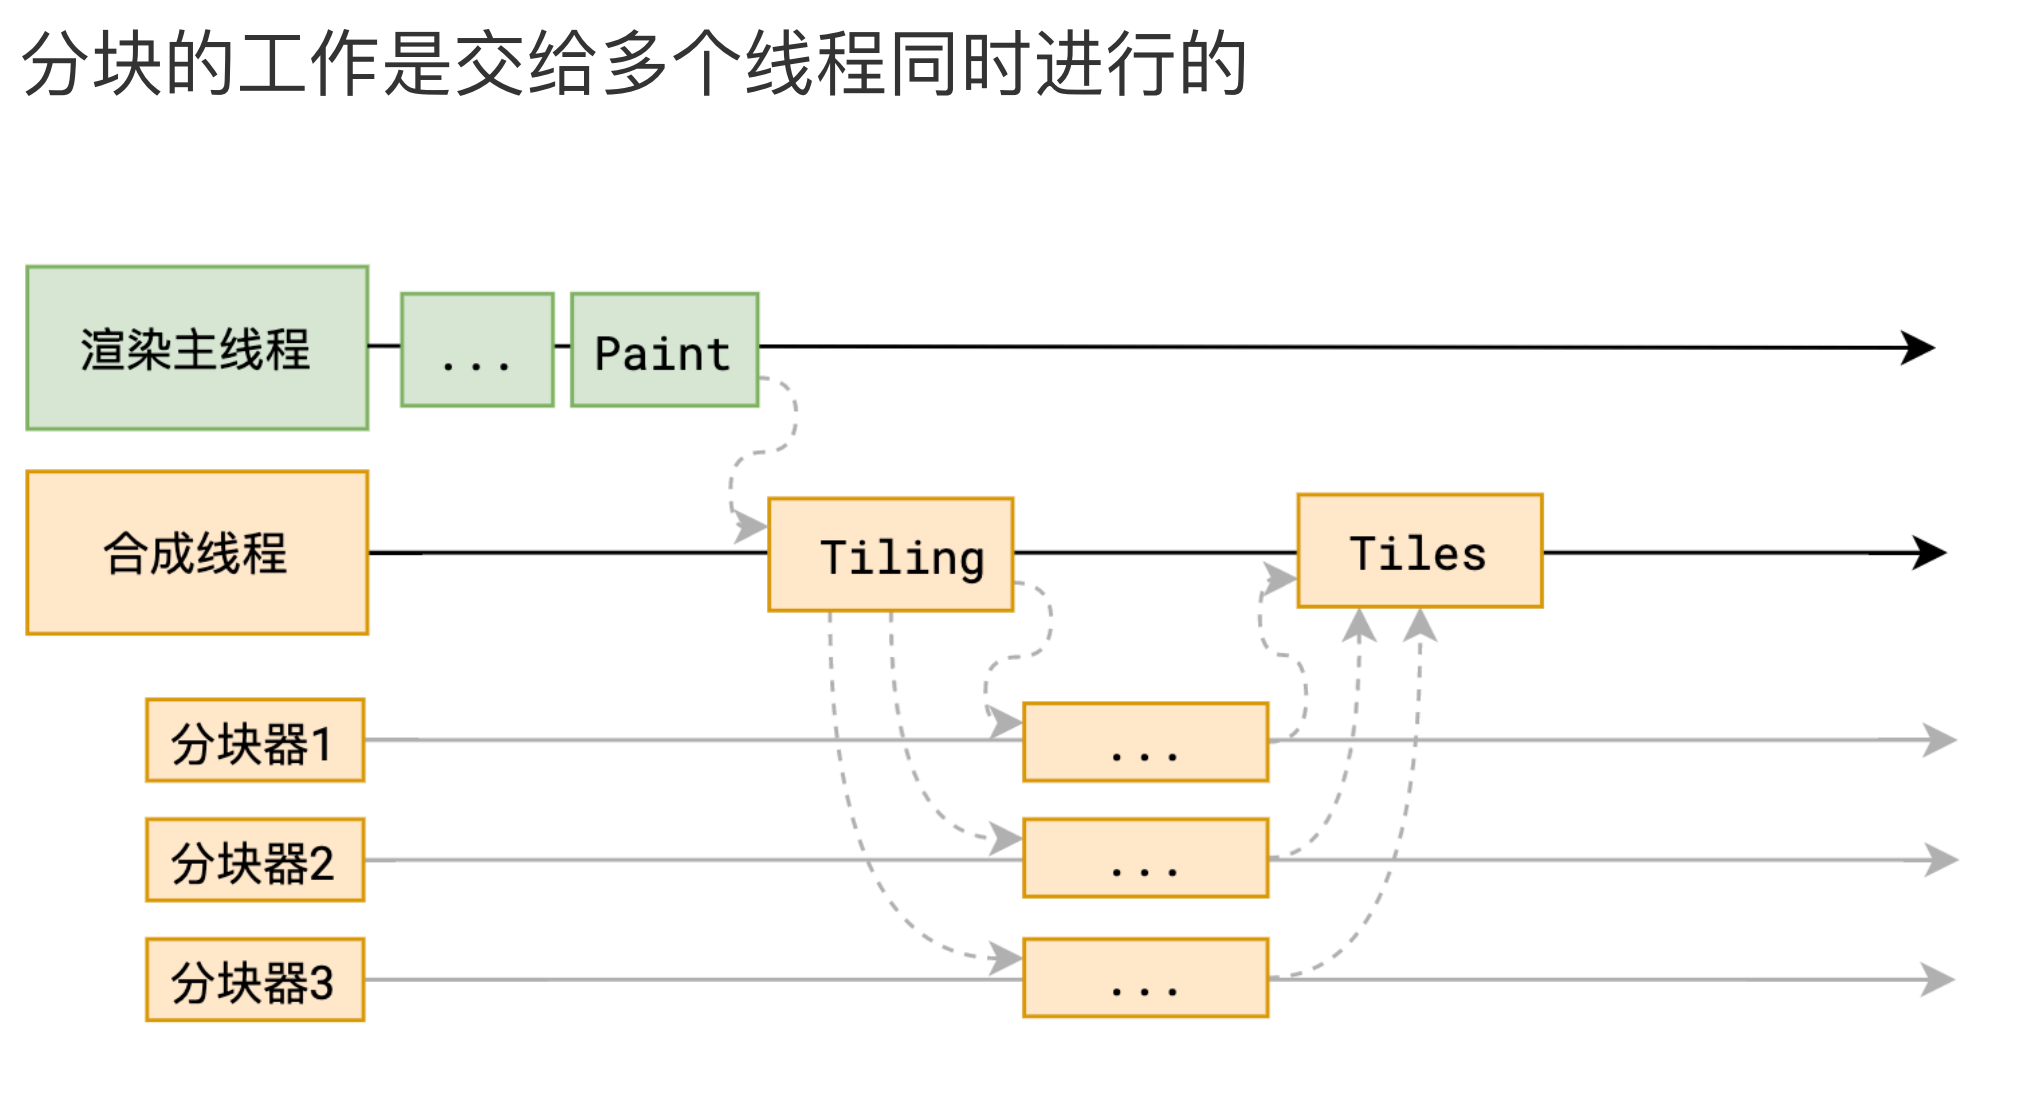 分块的工作是交给多个线程同时进行的
渲染主线程
...
Paint
合成线程
Tiling
Tiles
分块器1
...
分块器2
...
分块器3
...